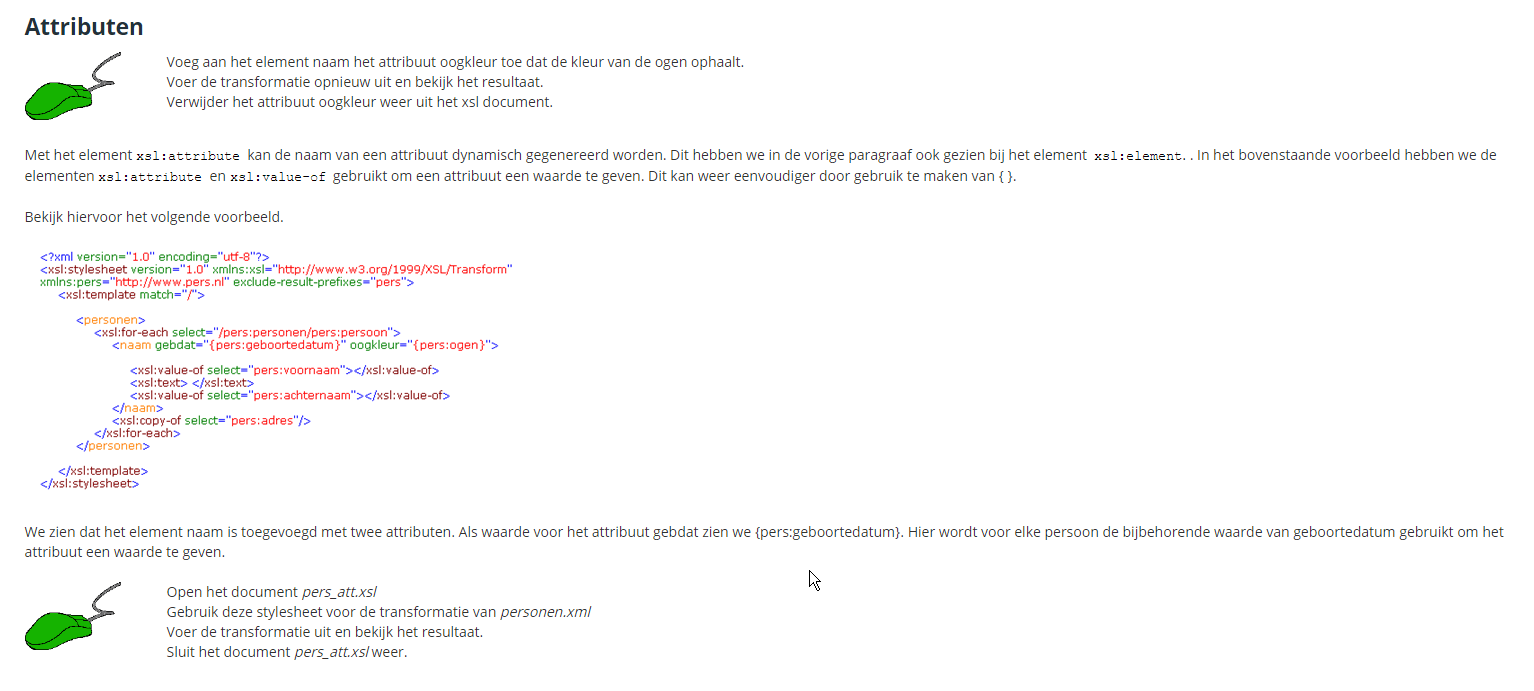 Attributen
Voeg aan het element naam het attribuut oogkleur toe dat de kleur van de ogen ophaalt.
Voer de transformatie opnieuw uit en bekijk het resultaat.
Verwijder het attribuut oogkleur weer uit het xsl document.
Met het element xsl:attribute kan de naam van een attribuut dynamisch gegenereerd worden. Dit hebben we in de vorige paragraaf ook gezien bij het element xsl:element. . In het bovenstaande voorbeeld hebben we de
elementen xsl:attribute en xsl:value-of gebruikt om een attribuut een waarde te geven. Dit kan weer eenvoudiger door gebruik te maken van { }.
Bekijk hiervoor het volgende voorbeeld.
<?xml version="1.0" encoding="utf-8"?>
<xsl:stylesheet version="1.0" xmlns:xsl="http://www.w3.org/1999/XSL/Transform"
xmlns:pers="http://www.pers.nl" exclude-result-prefixes="pers">
<xsl:template match="/">
<personen>
<xsl:for-each select="/pers:personen/pers:persoon">
<naam gebdat="{pers:geboortedatum}" oogkleur="{pers:ogen}">
<xsl:value-of select="pers:voornaam"></xsl:value-of>
<xsl:text> </xsl:text>
<xsl:value-of select="pers:achternaam"></xsl:value-of>
</naam>
<xsl:copy-of select="pers:adres"/>
</xsl:for-each>
</personen>
</xsl:template>
</xsl:stylesheet>
We zien dat het element naam is toegevoegd met twee attributen. Als waarde voor het attribuut gebdat zien we {pers:geboortedatum}. Hier wordt voor elke persoon de bijbehorende waarde van geboortedatum gebruikt om het
attribuut een waarde te geven.
Open het document pers_att.xsl
Gebruik deze stylesheet voor de transformatie van personen.xml
Voer de transformatie uit en bekijk het resultaat.
Sluit het document pers_att.xsl weer.